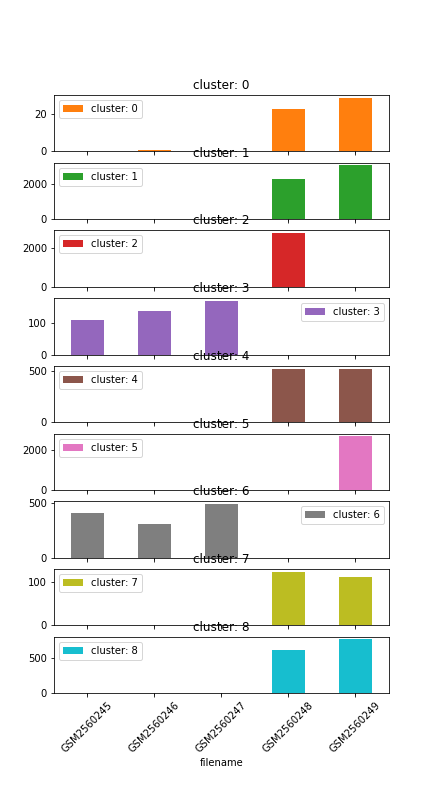 cluster: 0
20
0
cluster: 0
cluster: 1
2000
0
cluster: 1
cluster: 2
2000
0
cluster: 2
cluster: 3
100
0
cluster: 3
cluster: 4
500
0
cluster: 4
cluster: 5
2000
0
cluster: 5
cluster: 6
500
0
cluster: 6
cluster: 7
100
0
cluster: 7
cluster: 8
500
0
cluster: 8
GSM2560245
GSM2560246
GSM2560247
GSM2560248
GSM2560249
filename